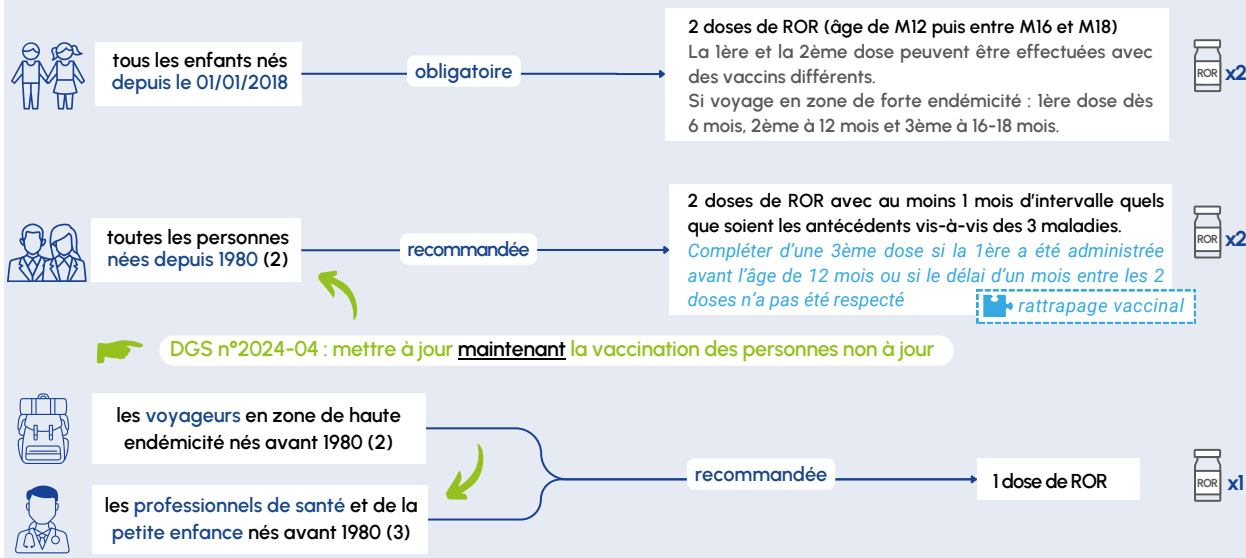 tous les enfants nés
depuis le 01/01/2018
obligatoire
2 doses de ROR (âge de M12 puis entre M16 et M18)
La 1ère et la 2ème dose peuvent être effectuées avec
des vaccins différents.
Si voyage en zone de forte endémicité : 1ère dose dès
6 mois, 2ème à 12 mois et 3ème à 16-18 mois.
ROR x2
toutes les personnes
nées depuis 1980 (2)
recommandée
2 doses de ROR avec au moins 1 mois d’intervalle quels
que soient les antécédents vis-à-vis des 3 maladies.
Compléter d’une 3ème dose si la 1ère a été administrée
avant l’âge de 12 mois ou si le délai d’un mois entre les 2
doses n’a pas été respecté
rattrapage vaccinal
ROR x2
DGS n°2024-04 : mettre à jour maintenant la vaccination des personnes non à jour
les voyageurs en zone de haute
endémicité nés avant 1980 (2)
les professionnels de santé et de la
petite enfance nés avant 1980 (3)
recommandée
1 dose de ROR
ROR x1